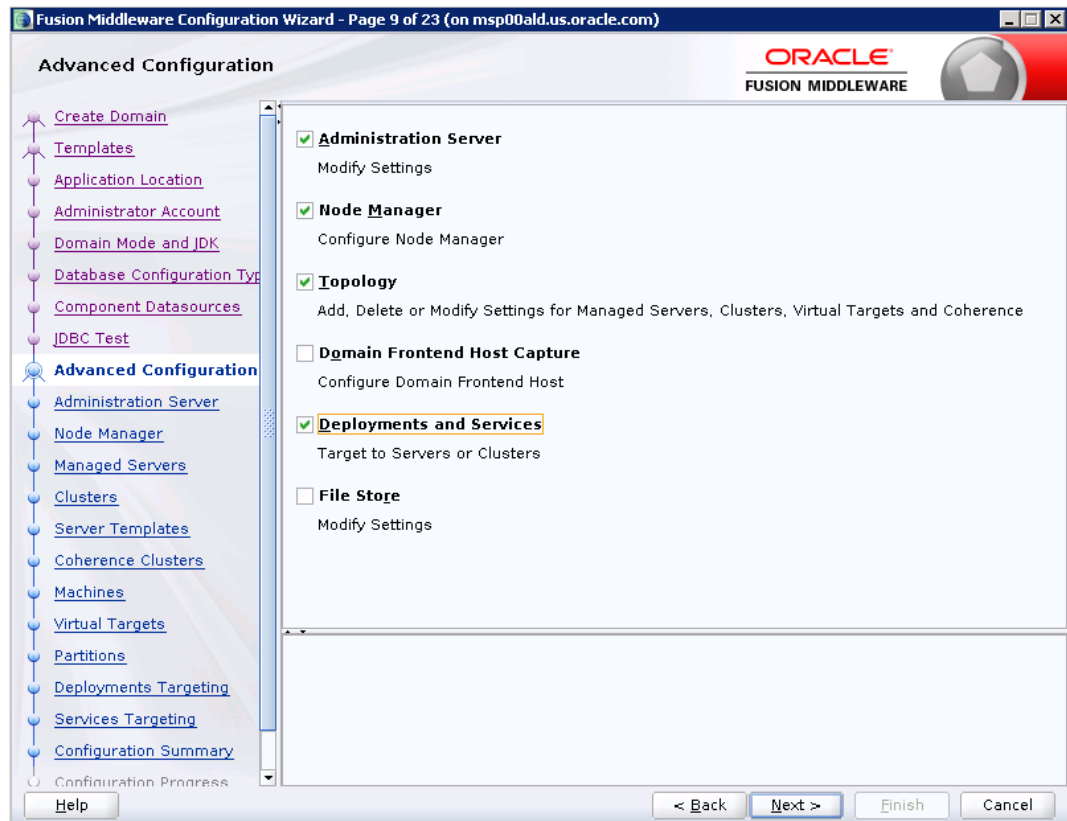 Fusion Middleware Configuration Wizard - Page 9 of 23 (on msp00ald.us.oracle.com)
Advanced Configuration
ORACLE
FUSION MIDDLEWARE
Create Domain
Templates
Application Location
Administrator Account
Domain Mode and JDK
Database Configuration Typ
Component Datasources
JDBC Test
Advanced Configuration
Administration Server
Node Manager
Managed Servers
Clusters
Server Templates
Coherence Clusters
Machines
Virtual Targets
Partitions
Deployments Targeting
Services Targeting
Configuration Summary
Configuration Progress
Administration Server
Modify Settings
Node Manager
Configure Node Manager
Topology
Add, Delete or Modify Settings for Managed Servers, Clusters, Virtual Targets and Coherence
Domain Frontend Host Capture
Configure Domain Frontend Host
Deployments and Services
Target to Servers or Clusters
File Store
Modify Settings
Help
< Back
Next >
Finish
Cancel